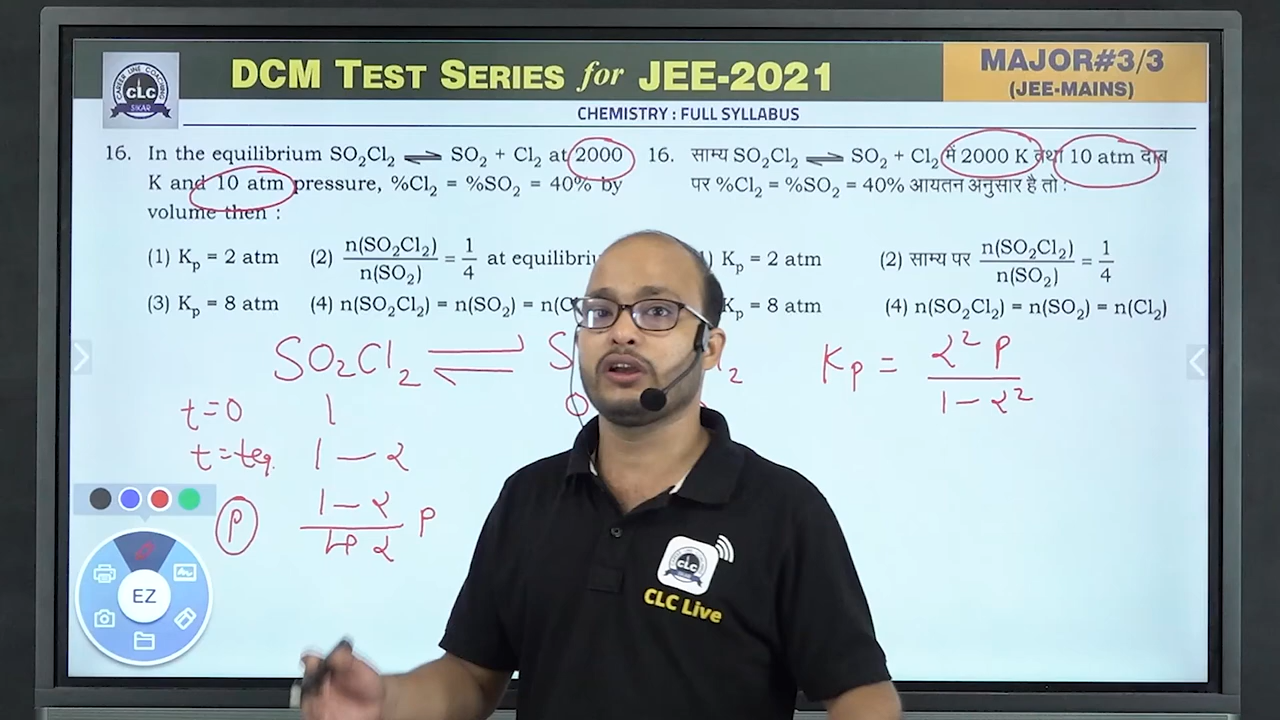 CAREER LINE COACHING
CLC
SIKAR
DCM TEST SERIES for JEE-2021
MAJOR#3/3
(JEE-MAINS)
CHEMISTRY : FULL SYLLABUS
16. In the equilibrium SO₂Cl₂ ⇌ SO₂ + Cl₂ at 2000
K and 10 atm pressure, %Cl₂ = %SO₂ = 40% by
volume then :
(1) Kₚ = 2 atm (2) n(SO₂Cl₂)/n(SO₂) = 1/4 at
(3) Kₚ = 8 atm (4) n(SO₂Cl₂) = n(SO₂) =
16. साम्य SO₂Cl₂ ⇌ SO₂ + Cl₂ में 2000 K तथा 10 atm दाब
पर %Cl₂ = %SO₂ = 40% आयतन अनुसार है तो :
Kₚ = 2 atm (2) साम्य पर n(SO₂Cl₂)/n(SO₂) = 1/4
Kₚ = 8 atm (4) n(SO₂Cl₂) = n(SO₂) = n(Cl₂)
SO₂Cl₂ ⇌ S
t=0 1 0
t=teq. 1-α
P (1-α)/(1+α) P
Kp = α²P/(1-α²)
EZ
CLC
SIKAR
CLC Live